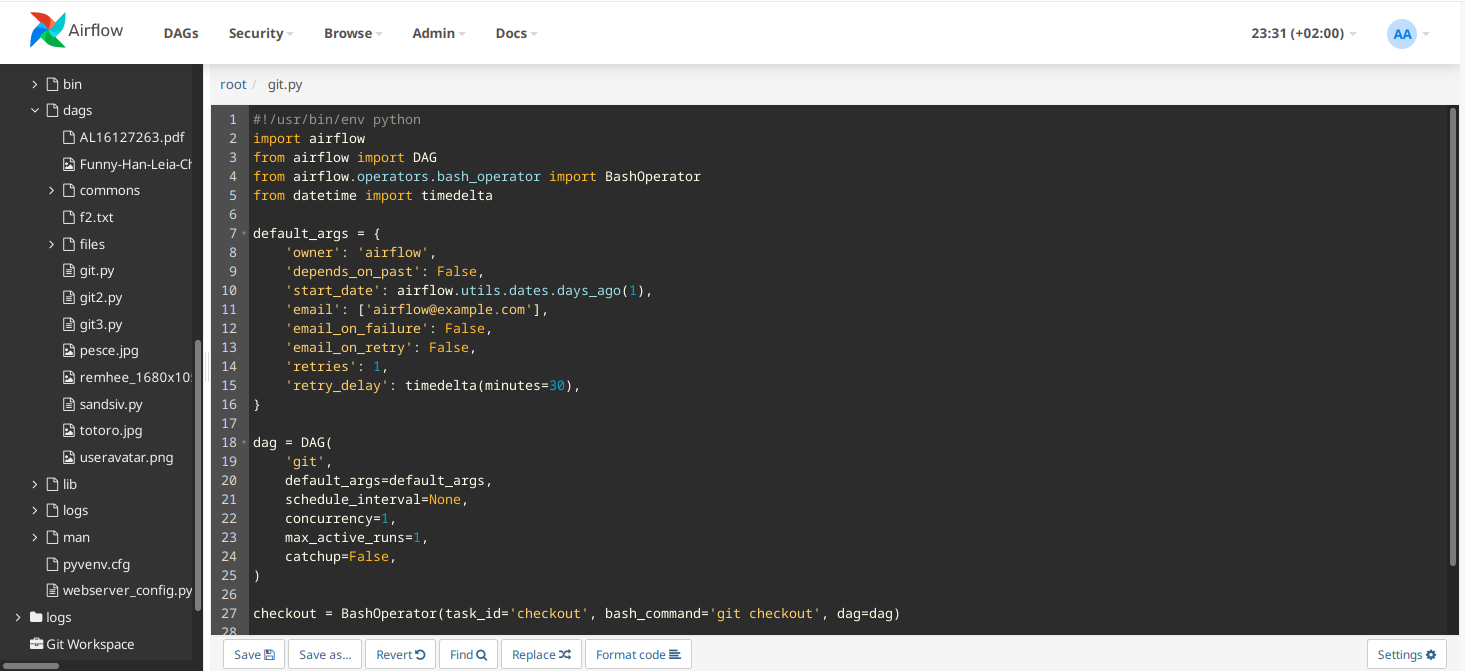 Airflow
DAGs
Security
Browse
Admin
Docs
23:31 (+02:00)
AA
bin
dags
AL16127263.pdf
Funny-Han-Leia-Ch
commons
f2.txt
files
git.py
git2.py
git3.py
pesce.jpg
remhee_1680x10
sandsiv.py
totoro.jpg
useravatar.png
lib
logs
man
pyvenv.cfg
webserver_config.py
logs
Git Workspace
root / git.py
1 #!/usr/bin/env python
2 import airflow
3 from airflow import DAG
4 from airflow.operators.bash_operator import BashOperator
5 from datetime import timedelta
6
7 default_args = {
8     'owner': 'airflow',
9     'depends_on_past': False,
10     'start_date': airflow.utils.dates.days_ago(1),
11     'email': ['airflow@example.com'],
12     'email_on_failure': False,
13     'email_on_retry': False,
14     'retries': 1,
15     'retry_delay': timedelta(minutes=30),
16 }
17
18 dag = DAG(
19     'git',
20     default_args=default_args,
21     schedule_interval=None,
22     concurrency=1,
23     max_active_runs=1,
24     catchup=False,
25 )
26
27 checkout = BashOperator(task_id='checkout', bash_command='git checkout', dag=dag)
28
Save
Save as...
Revert
Find
Replace
Format code
Settings